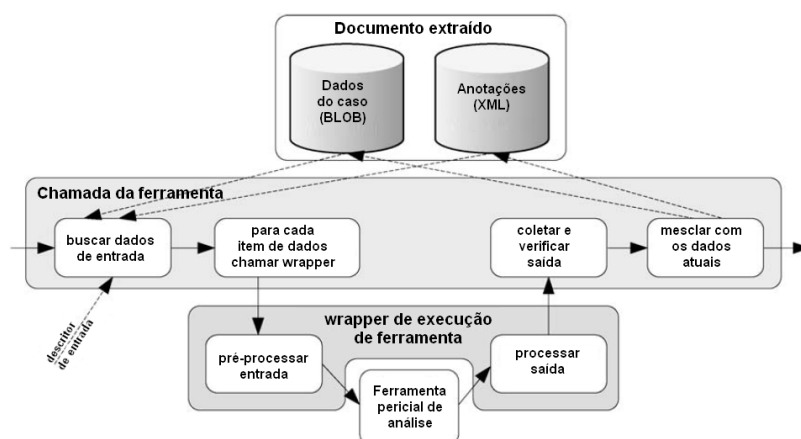 Documento extraído
Dados
do caso
(BLOB)
Anotações
(XML)
Chamada da ferramenta
buscar dados
de entrada
para cada
item de dados
chamar wrapper
coletar e
verificar
saída
mesclar com
os dados
atuais
descritor
de entrada
wrapper de execução
de ferramenta
pré-processar
entrada
Ferramenta
pericial de
análise
processar
saída